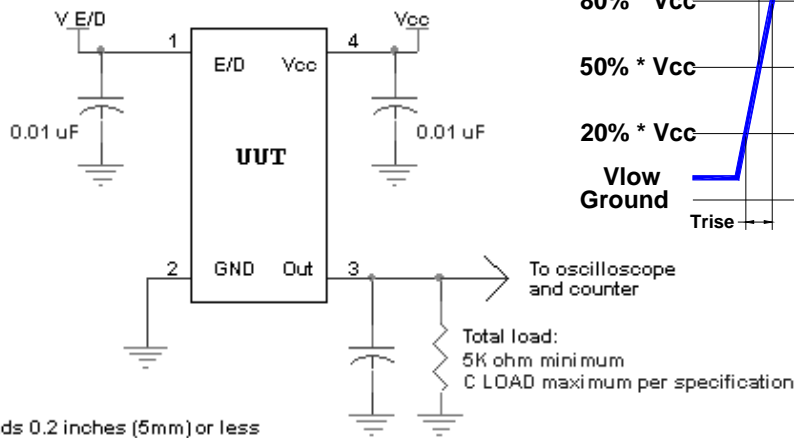 V E/D
Vcc
80% * Vcc
1
4
E/D Vcc
50% * Vcc
0.01 uF
0.01 uF
20% * Vcc
UUT
Vlow
Ground
Trise
2
GND Out
3
To oscilloscope
and counter
Total load:
5K ohm minimum
C LOAD maximum per specification
0.2 inches (5mm) or less